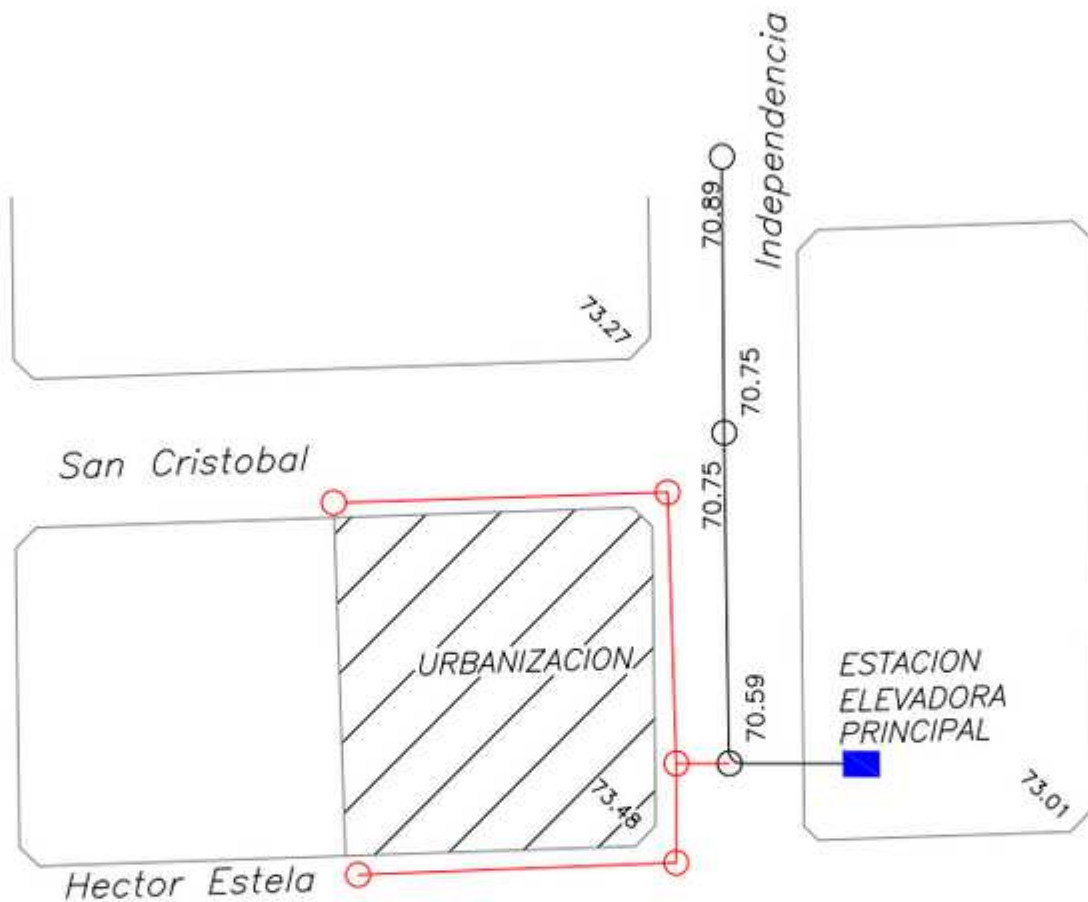 Independencia
70.89
73.27
70.75
San Cristobal
70.75
URBANIZACION
ESTACION
ELEVADORA
PRINCIPAL
70.59
73.48
73.01
Hector Estela